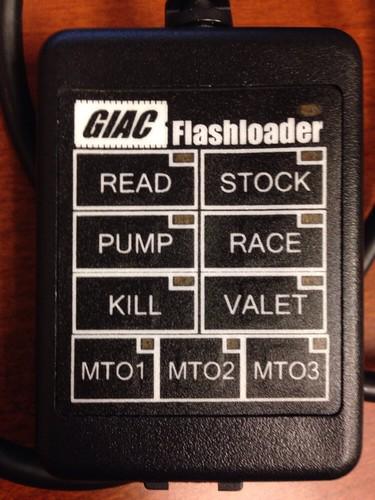 GIAC Flashloader
READ STOCK
PUMP RACE
KILL VALET
MTO1 MTO2 MTO3